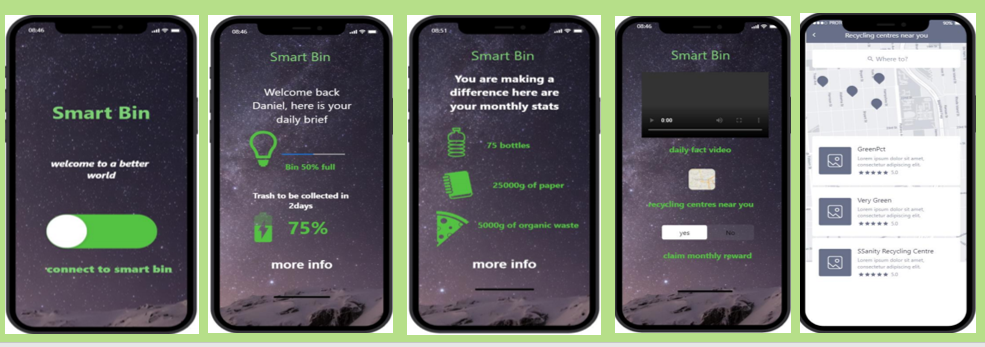 08:46
Smart Bin
welcome to a better
world
connect to smart bin
08:46
Smart Bin
Welcome back
Daniel, here is your
daily brief
Bin 50% full
Trash to be collected in
2days
75%
more info
08:51
Smart Bin
You are making a
difference here are
your monthly stats
75 bottles
25000g of paper
5000g of organic waste
more info
08:46
Smart Bin
0:00
daily fact video
recycling centres near you
yes
No
claim monthly rward
90%
Recycling centres near you
Where to?
GreenPct
Lorem ipsum dolor sit amet,
consectetur adipiscing elit.
5.0
Very Green
Lorem ipsum dolor sit amet,
consectetur adipiscing elit.
5.0
SSanity Recycling Centre
Lorem ipsum dolor sit amet,
consectetur adipiscing elit.
5.0